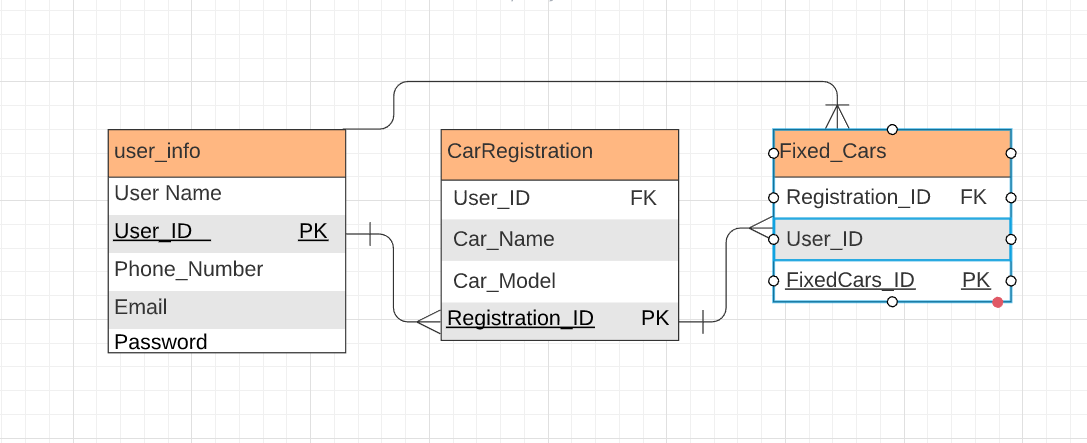 user_info
User Name
User_ID PK
Phone_Number
Email
Password
CarRegistration
User_ID FK
Car_Name
Car_Model
Registration_ID PK
Fixed_Cars
Registration_ID FK
User_ID
FixedCars_ID PK